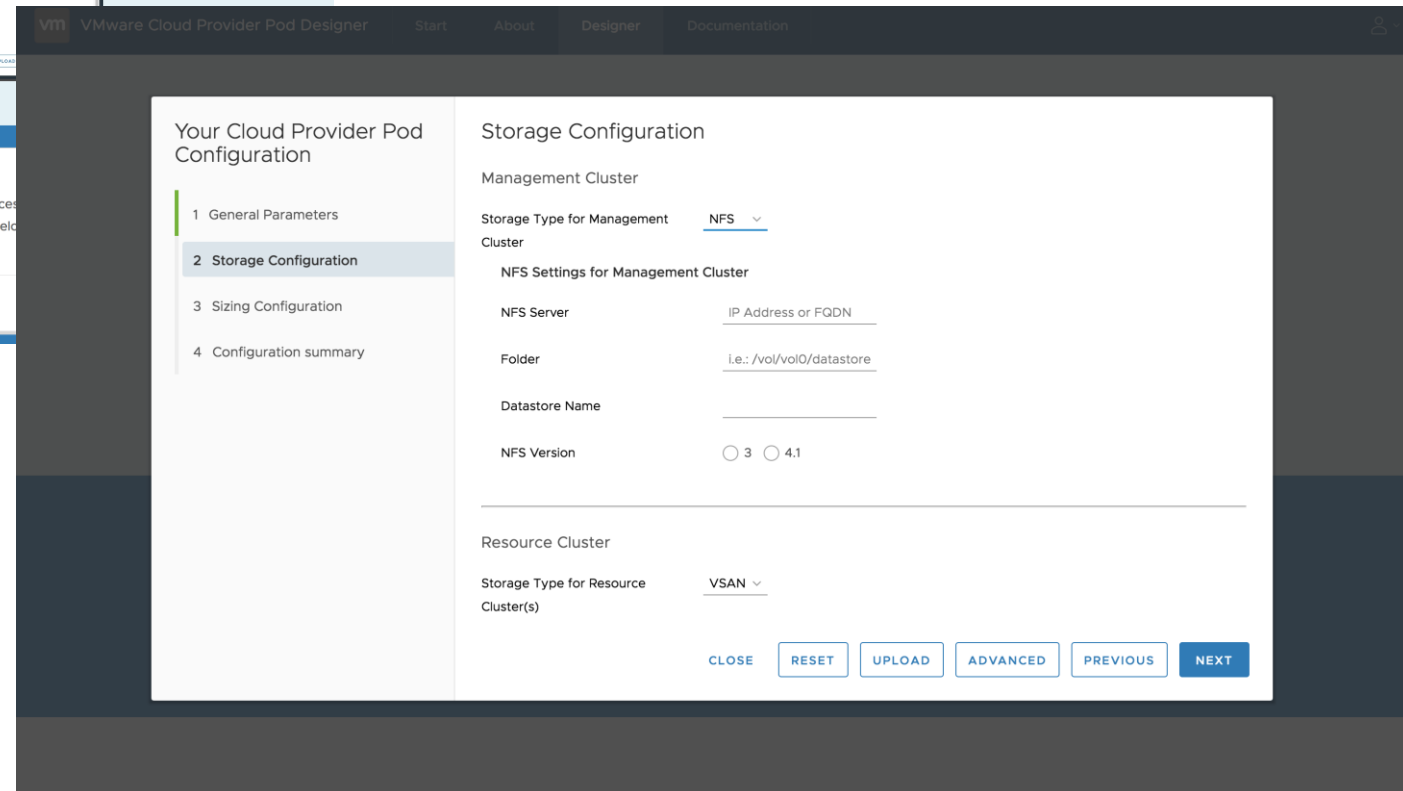 vm VMware Cloud Provider Pod Designer Start About Designer Documentation
Your Cloud Provider Pod
Configuration
1 General Parameters
2 Storage Configuration
3 Sizing Configuration
4 Configuration summary
Storage Configuration
Management Cluster
Storage Type for Management
Cluster
NFS
NFS Settings for Management Cluster
NFS Server IP Address or FQDN
Folder i.e.: /vol/vol0/datastore
Datastore Name
NFS Version 3 4.1
Resource Cluster
Storage Type for Resource
Cluster(s)
VSAN
CLOSE RESET UPLOAD ADVANCED PREVIOUS NEXT